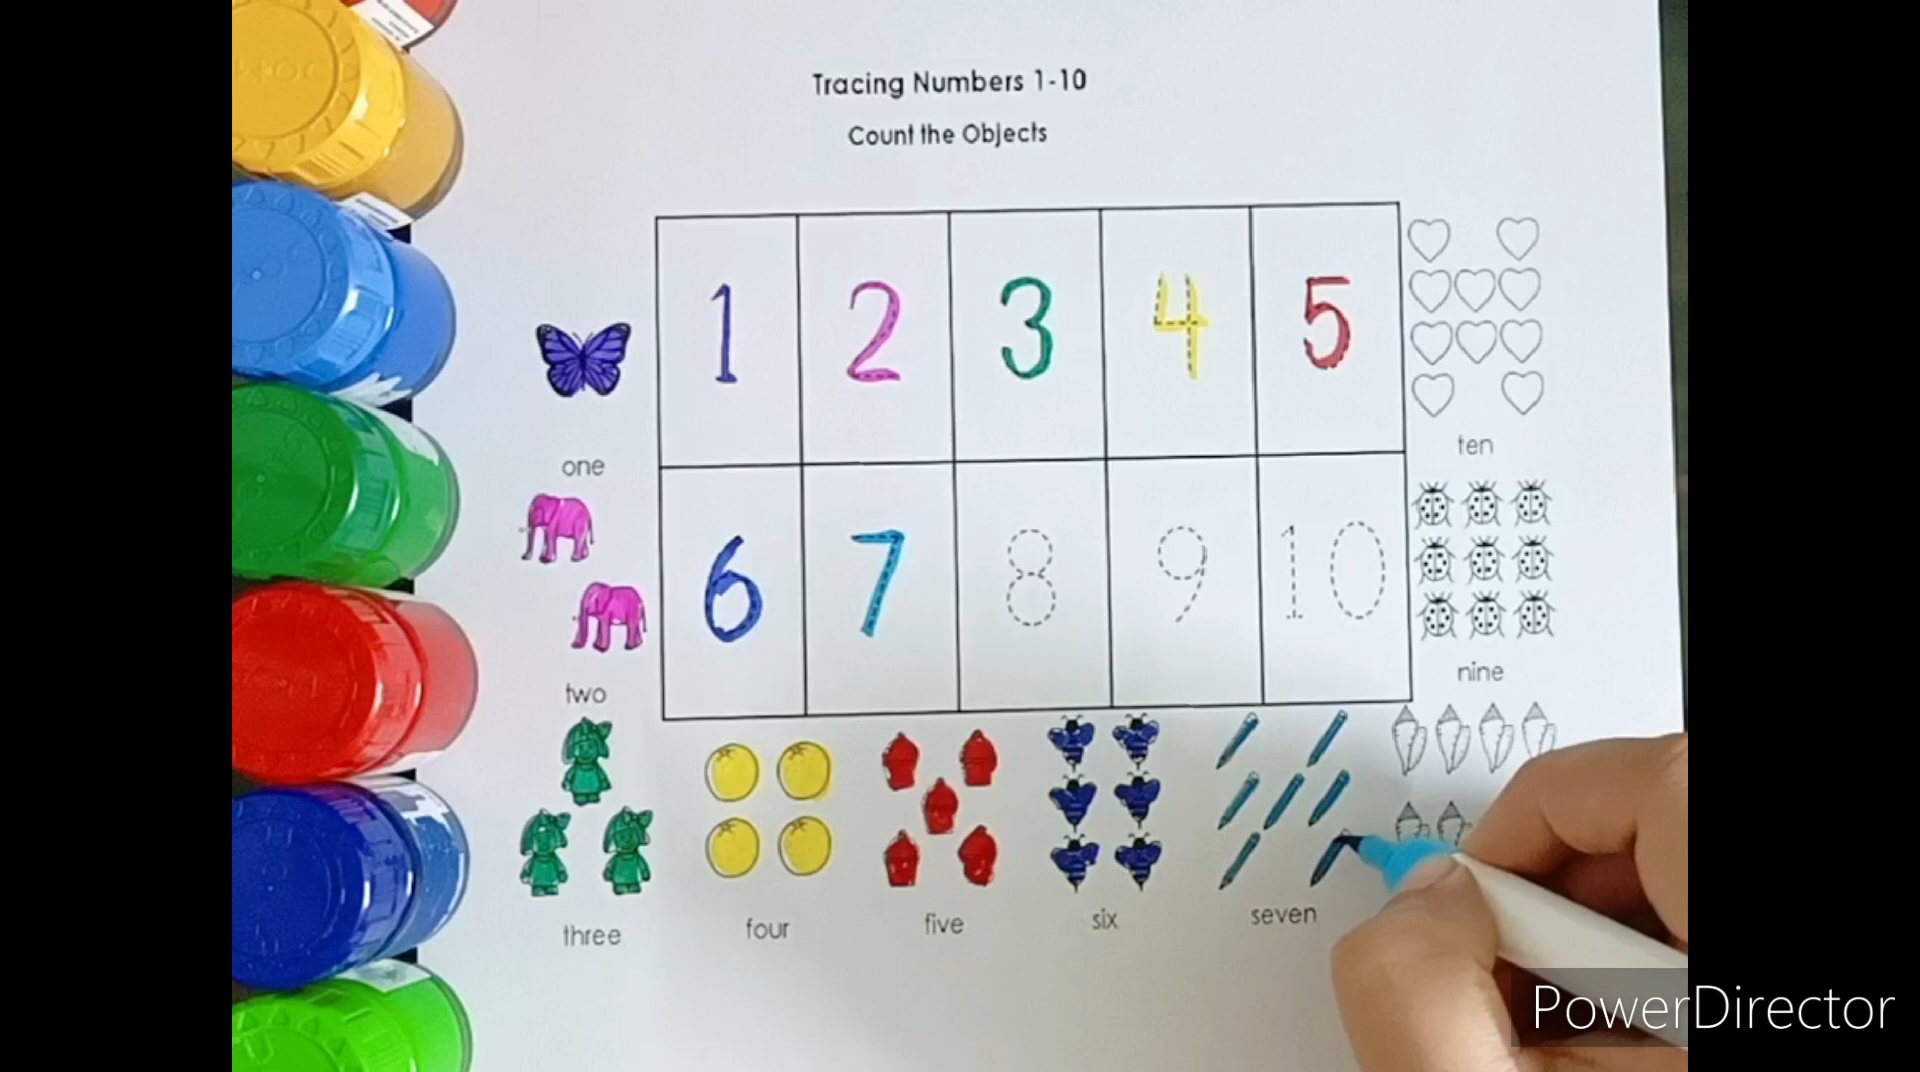 Tracing Numbers 1-10
Count the Objects
1 2 3 4 5
6 7 8 9 10
one
two
three
four
five
six
seven
nine
ten
PowerDirector